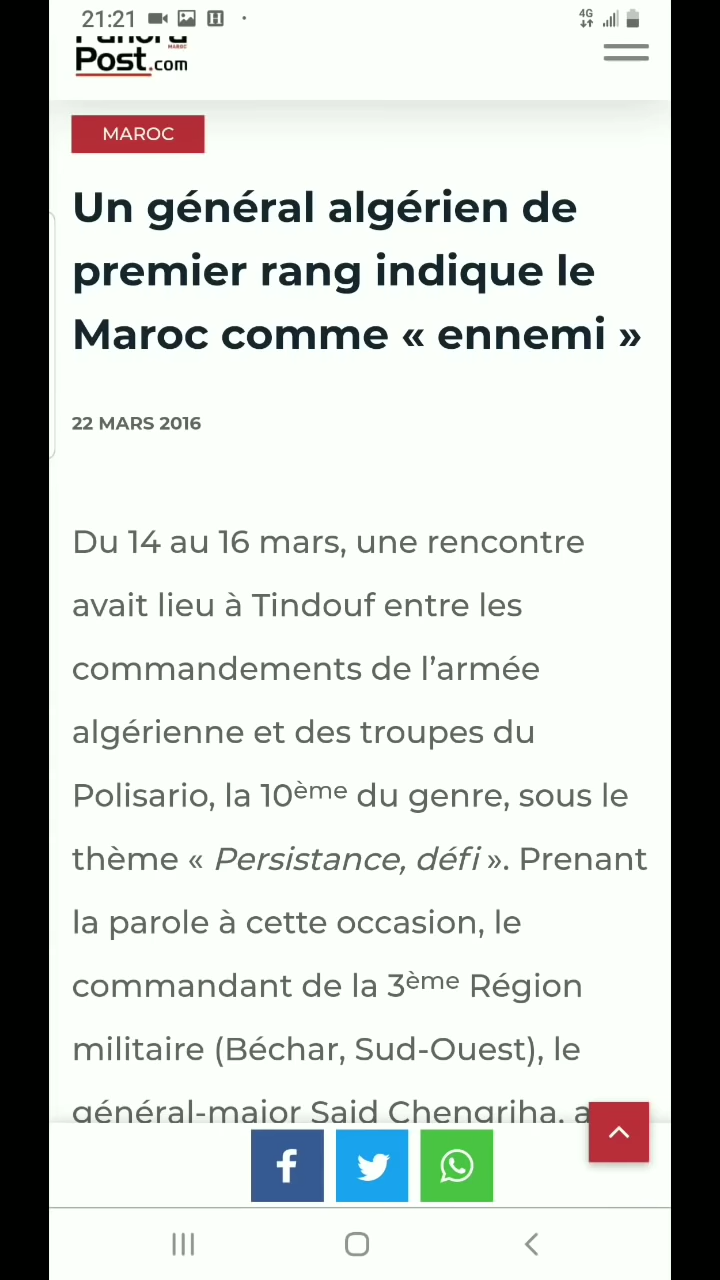 21:21
4G
Post.com
MAROC
MAROC
Un général algérien de
premier rang indique le
Maroc comme « ennemi »
22 MARS 2016
Du 14 au 16 mars, une rencontre
avait lieu à Tindouf entre les
commandements de l’armée
algérienne et des troupes du
Polisario, la 10ème du genre, sous le
thème « Persistance, défi ». Prenant
la parole à cette occasion, le
commandant de la 3ème Région
militaire (Béchar, Sud-Ouest), le
général-major Said Chengriha, a